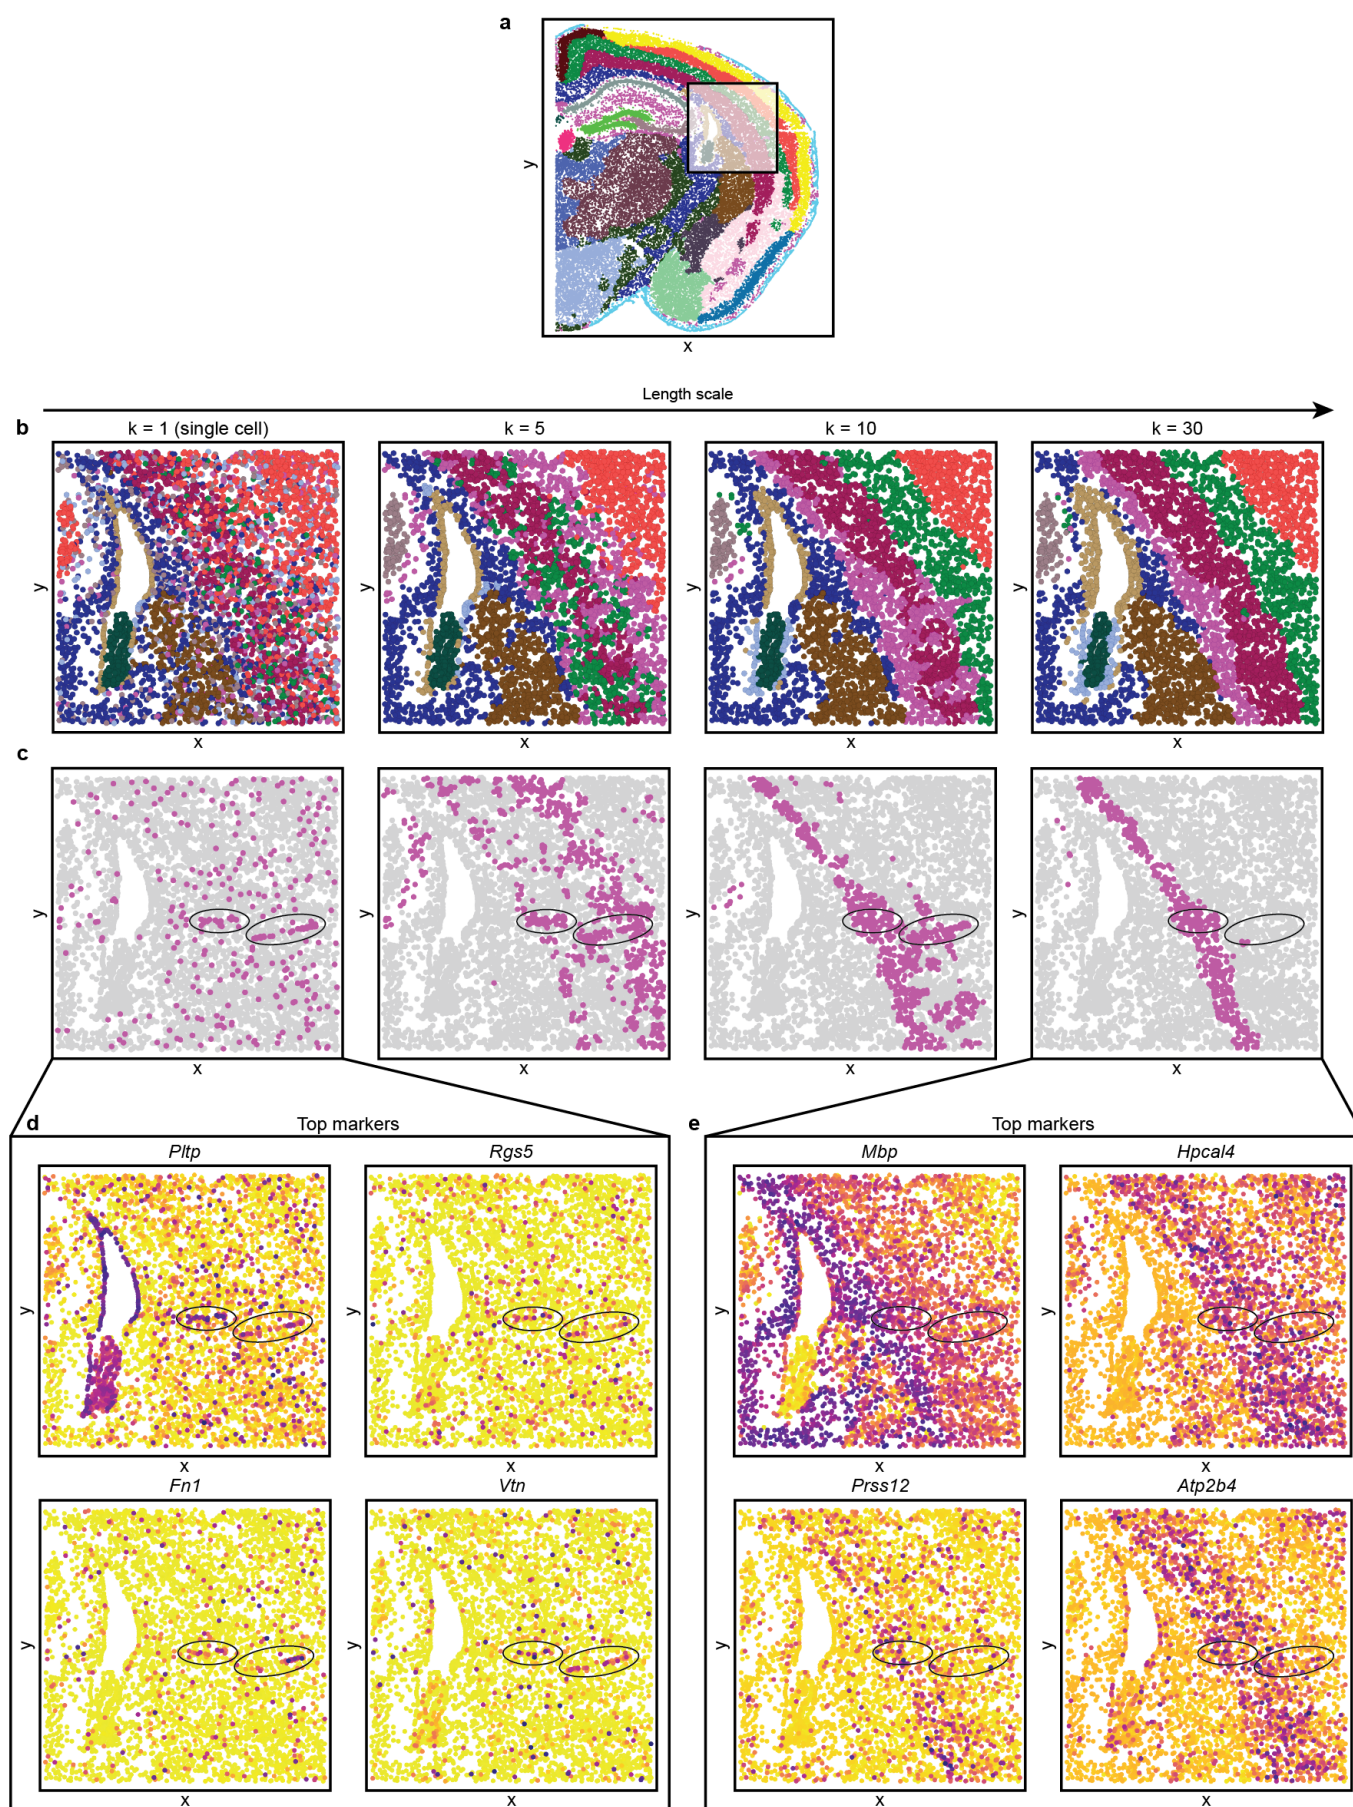 a
y
x
Length scale
b
k = 1 (single cell)
k = 5
k = 10
k = 30
y
y
y
y
x
x
x
x
c
y
y
y
y
x
x
x
x
d
Top markers
e
Top markers
Pltp
Rgs5
Mbp
Hpcal4
y
y
y
y
x
x
x
x
Fn1
Vtn
Prss12
Atp2b4
y
y
y
y
x
x
x
x